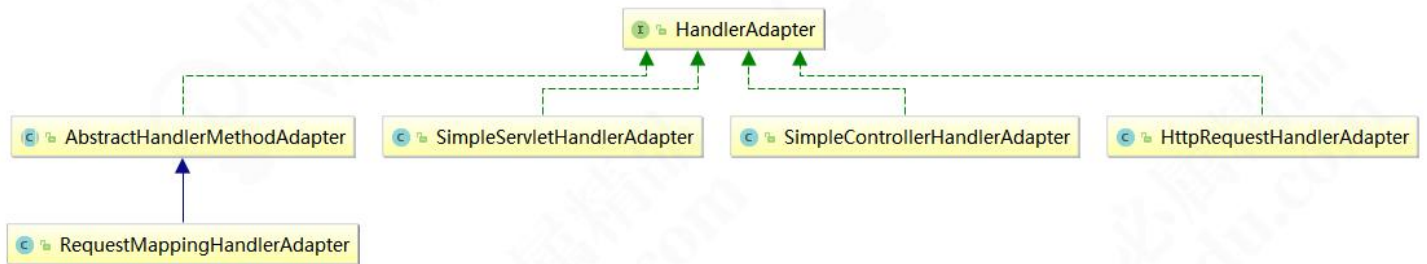 HandlerAdapter
AbstractHandlerMethodAdapter
SimpleServletHandlerAdapter
SimpleControllerHandlerAdapter
HttpRequestHandlerAdapter
RequestMappingHandlerAdapter